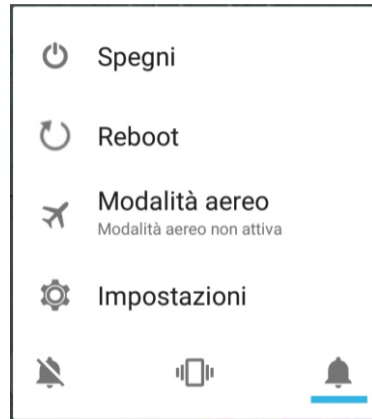 Spegni
Reboot
Modalità aereo
Modalità aereo non attiva
Impostazioni